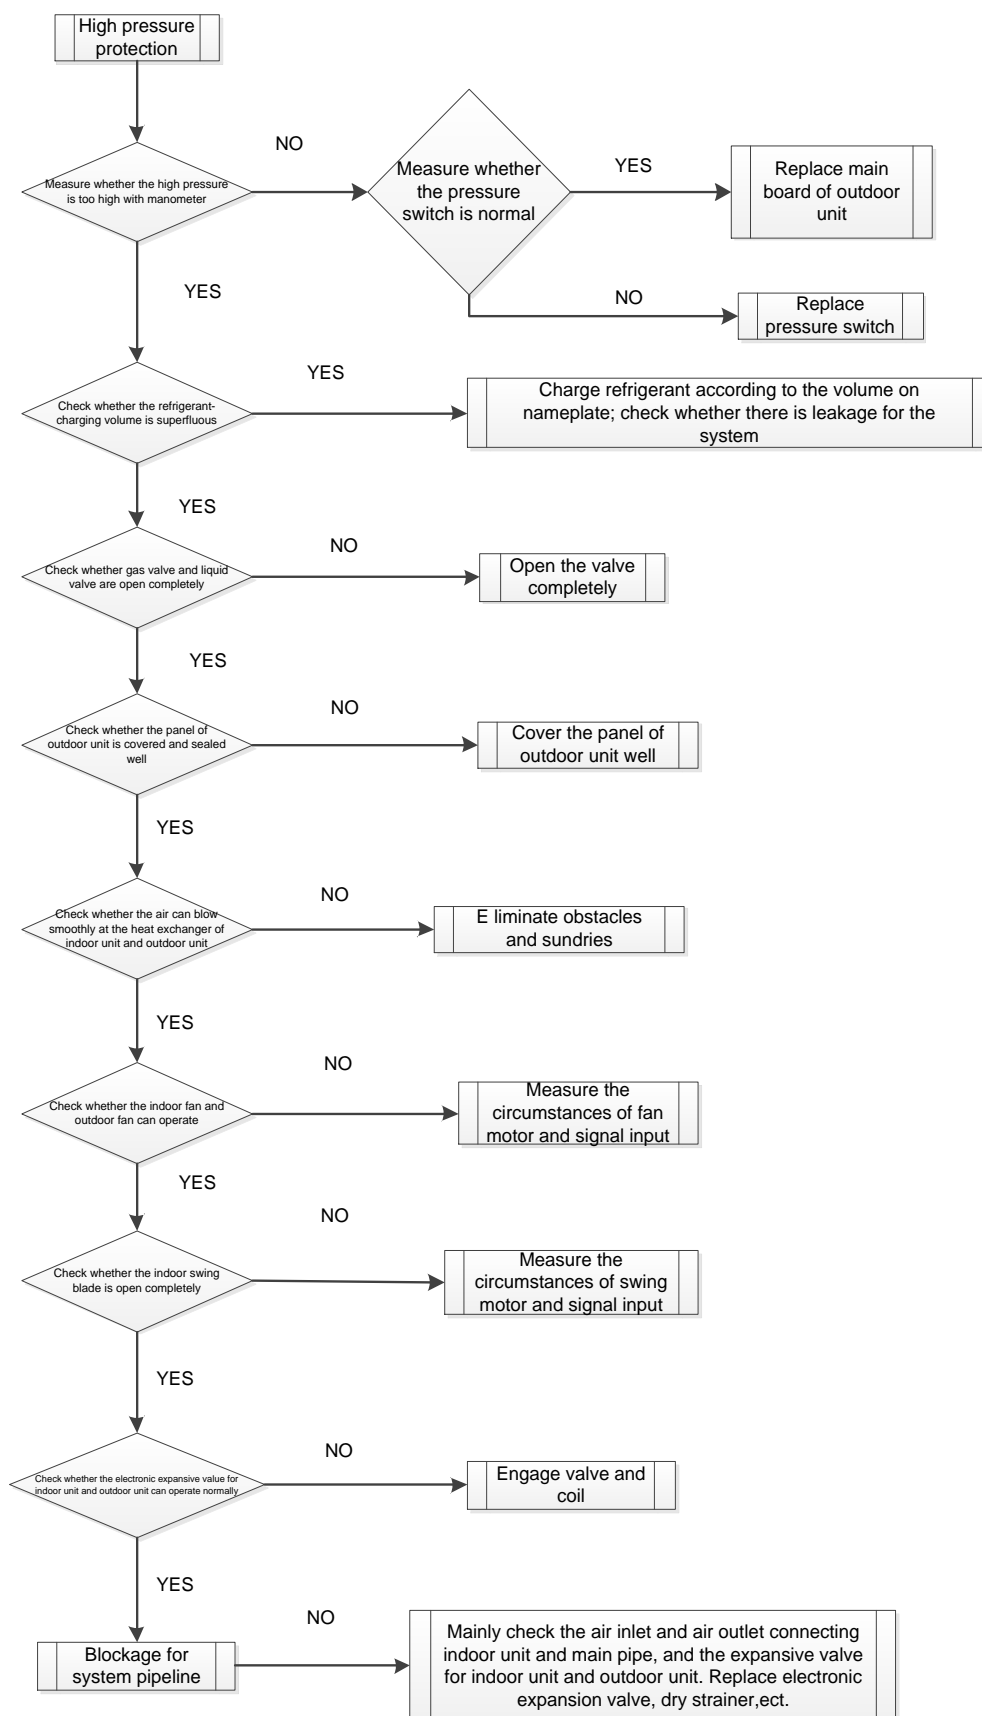 High pressure
protection
NO
Measure whether the high pressure
is too high with manometer
Measure whether
the pressure
switch is normal
YES
Replace main
board of outdoor
unit
YES
NO
Replace
pressure switch
Check whether the refrigerant-
charging volume is superfluous
YES
Charge refrigerant according to the volume on
nameplate; check whether there is leakage for the
system
YES
Check whether gas valve and liquid
valve are open completely
NO
Open the valve
completely
YES
Check whether the panel of
outdoor unit is covered and sealed
well
NO
Cover the panel of
outdoor unit well
YES
Check whether the air can blow
smoothly at the heat exchanger of
indoor unit and outdoor unit
NO
E liminate obstacles
and sundries
YES
Check whether the indoor fan and
outdoor fan can operate
NO
Measure the
circumstances of fan
motor and signal input
YES
Check whether the indoor swing
blade is open completely
NO
Measure the
circumstances of swing
motor and signal input
YES
Check whether the electronic expansive value for
indoor unit and outdoor unit can operate normally
NO
Engage valve and
coil
YES
Blockage for
system pipeline
NO
Mainly check the air inlet and air outlet connecting
indoor unit and main pipe, and the expansive valve
for indoor unit and outdoor unit. Replace electronic
expansion valve, dry strainer,ect.